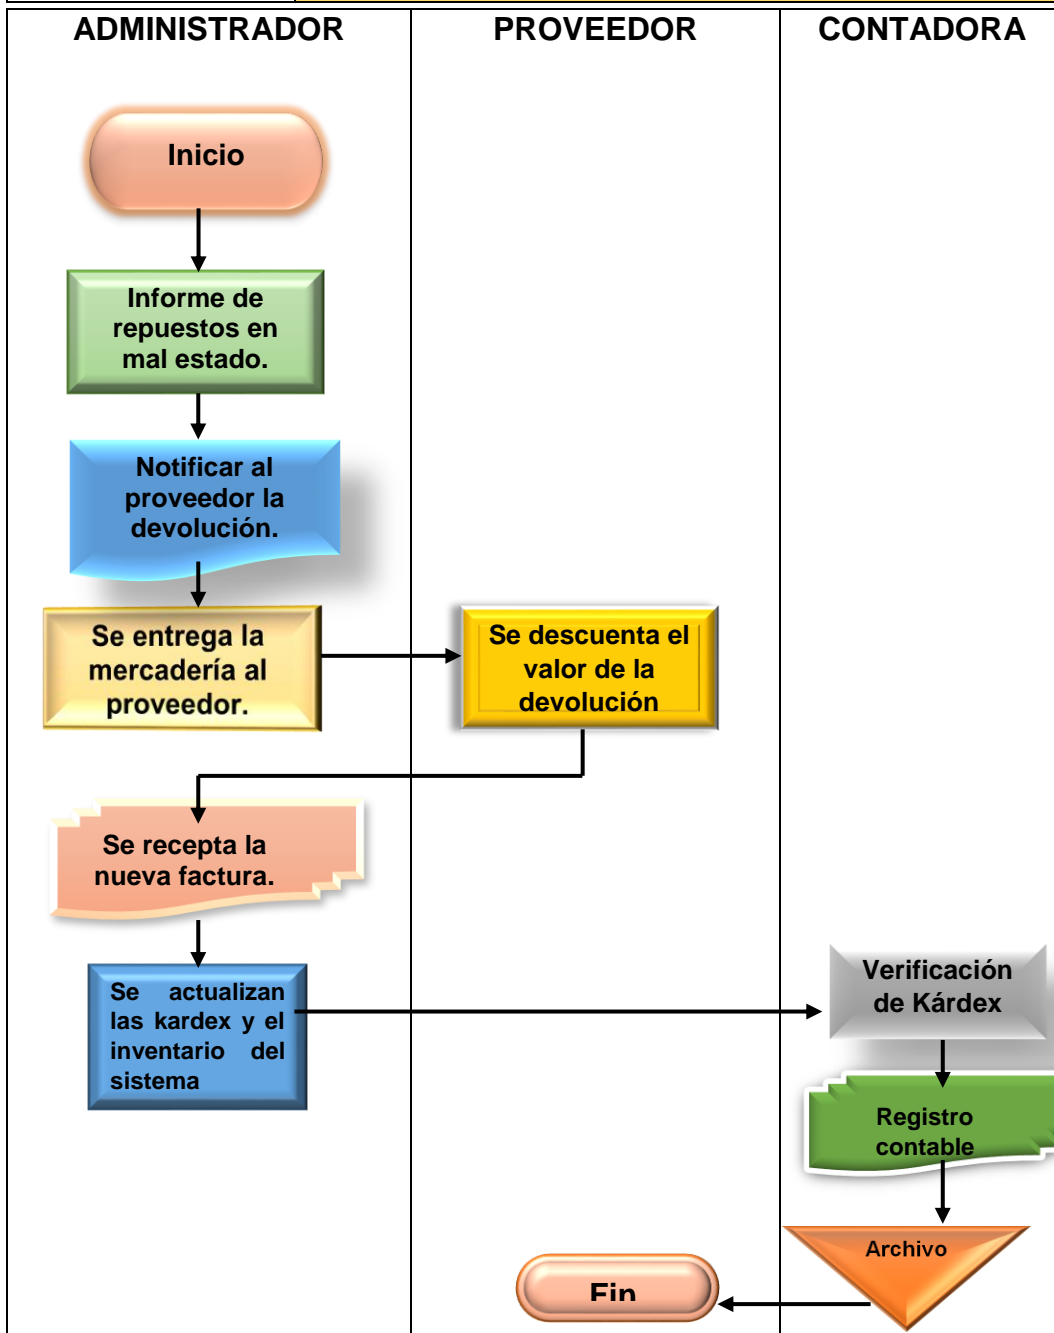 ADMINISTRADOR
PROVEEDOR
CONTADORA
Inicio
Informe de
repuestos en
mal estado.
Notificar al
proveedor la
devolución.
Se entrega la
mercadería al
proveedor.
Se descuenta el
valor de la
devolución
Se recepta la
nueva factura.
Se actualizan
las kardex y el
inventario del
sistema
Verificación
de Kárdex
Registro
contable
Archivo
Fin